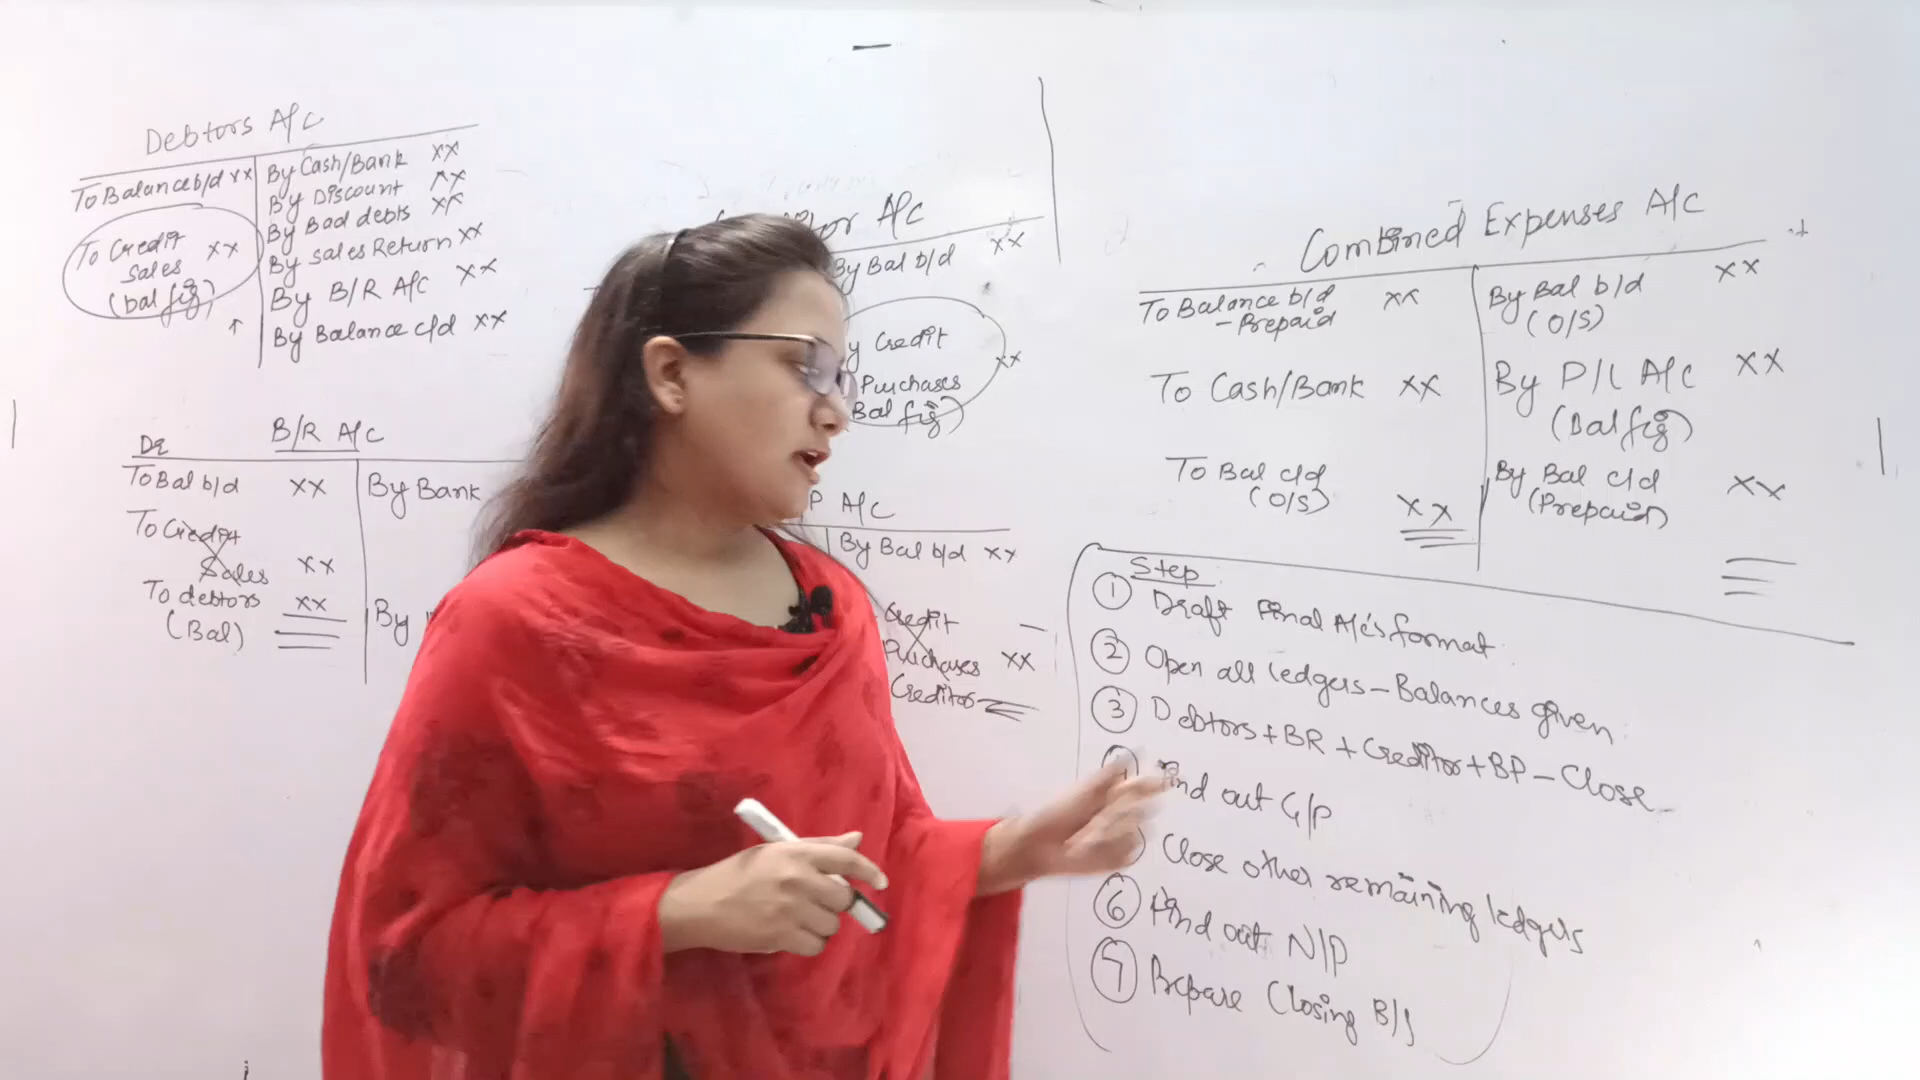 Debtors A/c
To Balance b/d xx
To Credit
Sales xx
(bal fig)
By Cash/Bank xx
By Discount xx
By Bad debts xx
By Sales Return xx
By B/R A/c xx
By Balance c/d xx
Dr
B/R A/c
To Bal b/d xx
To Credit
Sales xx
To debtors xx
(Bal)
By Bank
By
A/c
By Bal b/d xx
Credit
Purchases xx
Bal fig)
P A/c
By Bal b/d xx
Credit
Purchases xx
Creditor
Combined Expenses A/c
To Balance b/d xx
- Prepaid
To Cash/Bank xx
To Bal c/d
(O/S) xx
By Bal b/d xx
(O/S)
By P/L A/c xx
(Bal fig)
By Bal c/d xx
(Prepaid)
Step
1 Draft Final A/c's format
2 Open all ledgers - Balances given
3 Debtors + BR + Creditor + BP - Close
Find out G/P
Close other remaining ledgers
6 Find out N/P
7 Prepare Closing B/S